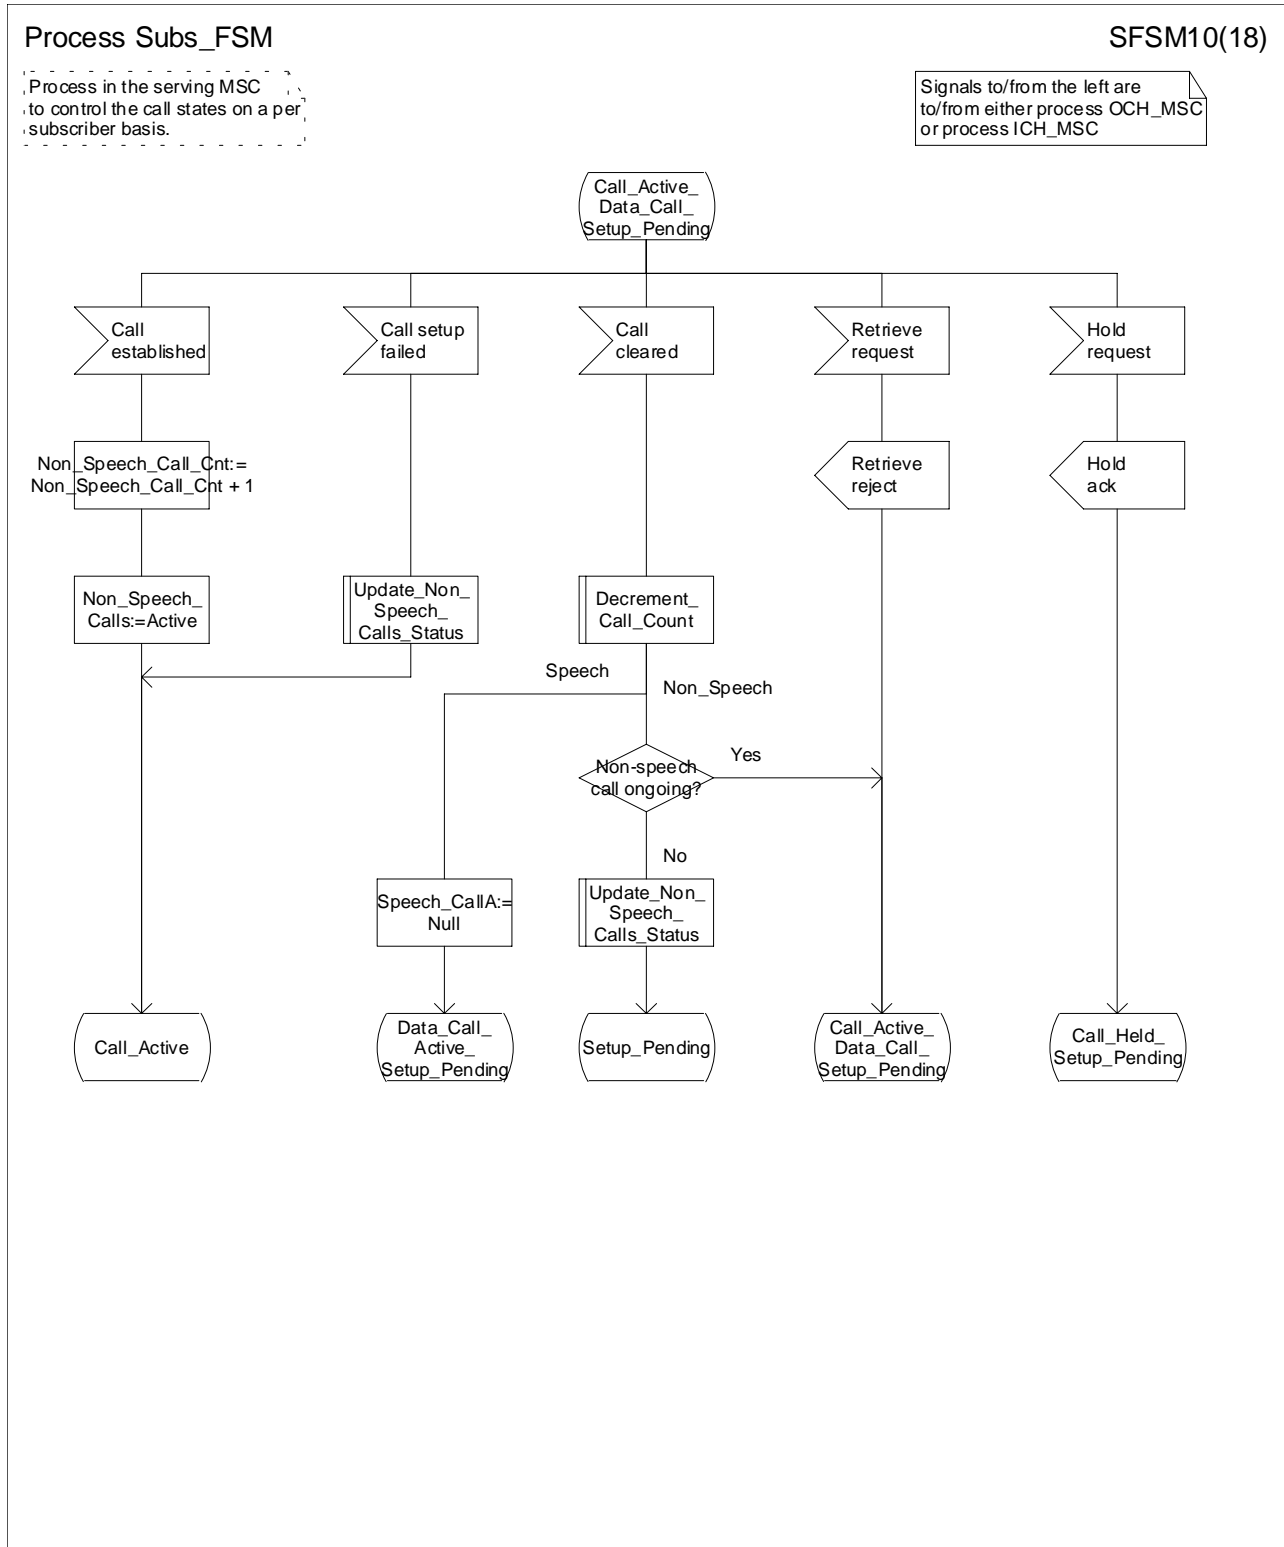 Process Subs_FSM
SFSM10(18)
Process in the serving MSC
to control the call states on a per
subscriber basis.
Signals to/from the left are
to/from either process OCH_MSC
or process ICH_MSC
Call_Active_
Data_Call_
Setup_Pending
Call
established
Call setup
failed
Call
cleared
Retrieve
request
Hold
request
Non_Speech_Call_Cnt:=
Non_Speech_Call_Cnt + 1
Retrieve
reject
Hold
ack
Non_Speech_
Calls:=Active
Update_Non_
Speech_
Calls_Status
Decrement_
Call_Count
Speech
Non_Speech
Non-speech
call ongoing?
Yes
No
Speech_CallA:=
Null
Update_Non_
Speech_
Calls_Status
Call_Active
Data_Call_
Active_
Setup_Pending
Setup_Pending
Call_Active_
Data_Call_
Setup_Pending
Call_Held_
Setup_Pending